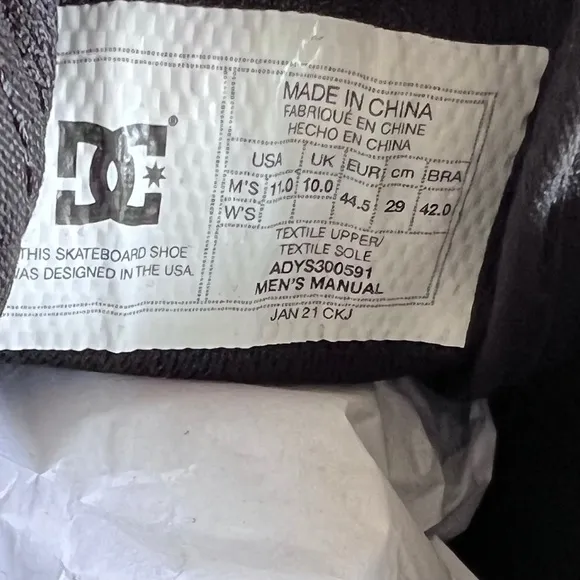 DC®
THIS SKATEBOARD SHOE
WAS DESIGNED IN THE USA.
MADE IN CHINA
FABRIQUÉ EN CHINE
HECHO EN CHINA
USA UK EUR cm BRA
M'S 11.0 10.0 44.5 29 42.0
W'S
TEXTILE UPPER/
TEXTILE SOLE
ADYS300591
MEN'S MANUAL
JAN 21 CKJ